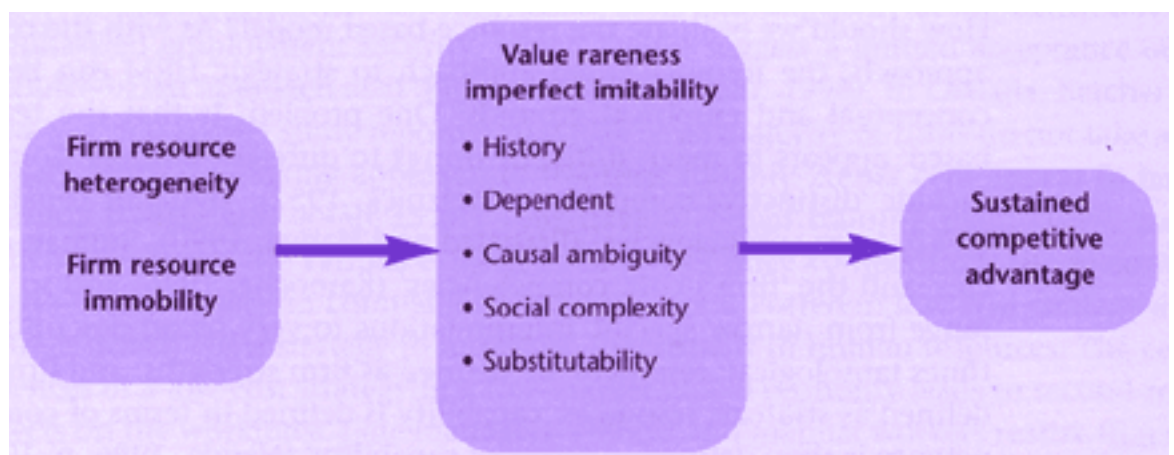 Firm resource
heterogeneity
Firm resource
immobility
Value rareness
imperfect imitability
• History
• Dependent
• Causal ambiguity
• Social complexity
• Substitutability
Sustained
competitive
advantage